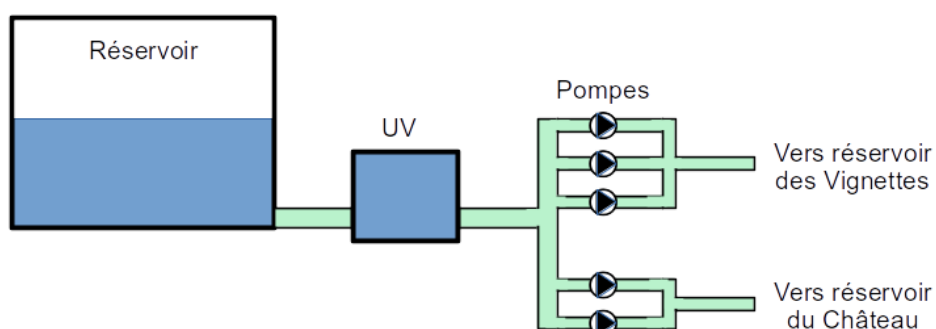 Réservoir
UV
Pompes
Vers réservoir
des Vignettes
Vers réservoir
du Château